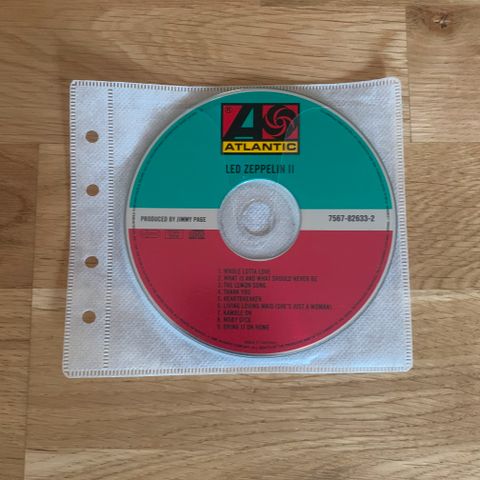 ATLANTIC
LED ZEPPELIN II
PRODUCED BY JIMMY PAGE
7567-82633-2
1. WHOLE LOTTA LOVE
2. WHAT IS AND WHAT SHOULD NEVER BE
3. THE LEMON SONG
4. THANK YOU
5. HEARTBREAKER
6. LIVING LOVING MAID (SHE'S JUST A WOMAN)
7. RAMBLE ON
8. MOBY DICK
9. BRING IT ON HOME